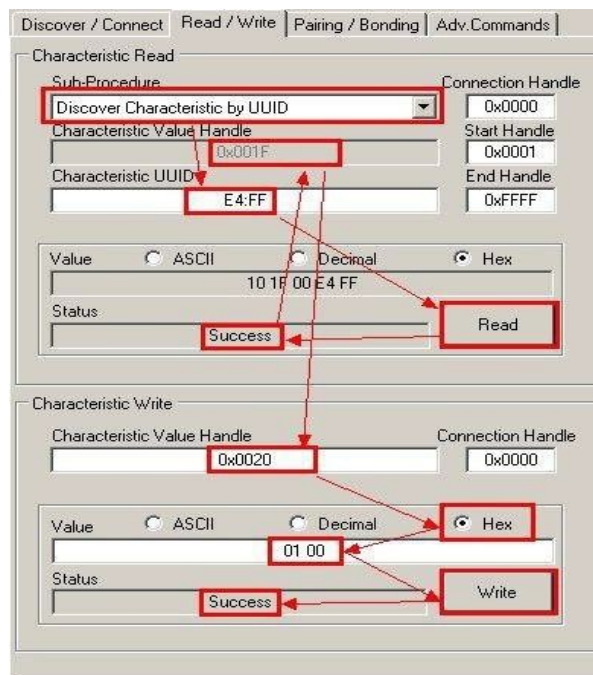 Discover / Connect Read / Write Pairing / Bonding Adv.Commands
Characteristic Read
Sub-Procedure Connection Handle
Discover Characteristic by UUID 0x0000
Characteristic Value Handle Start Handle
0x001F 0x0001
Characteristic UUID End Handle
E4:FF 0xFFFF
Value ASCII Decimal Hex
10 1F 00 E4 FF
Status
Success Read
Characteristic Write
Characteristic Value Handle Connection Handle
0x0020 0x0000
Value ASCII Decimal Hex
01 00
Status
Success Write